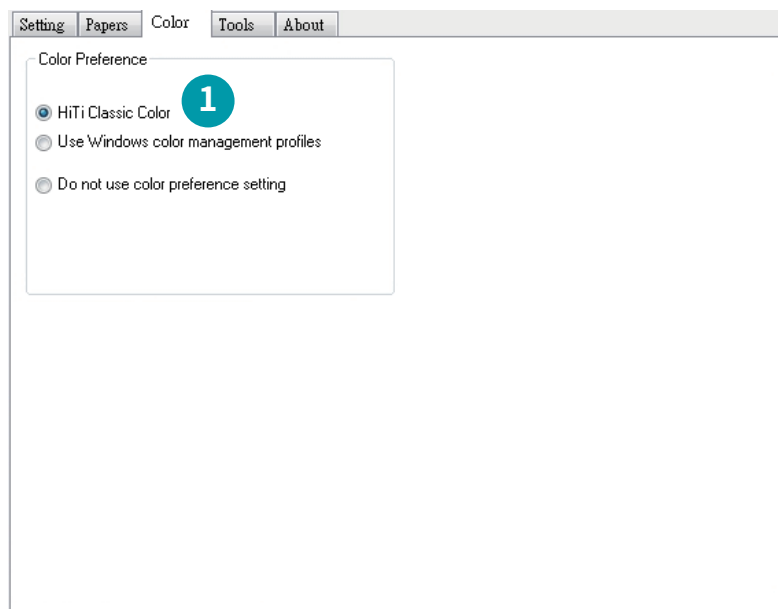 Setting Papers Color Tools About
Color Preference
HiTi Classic Color 1
Use Windows color management profiles
Do not use color preference setting